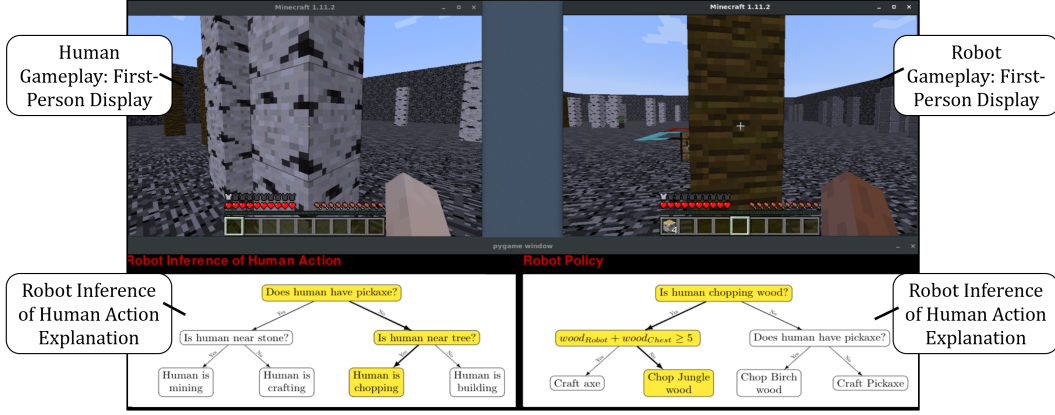 Minecraft 1.11.2
Minecraft 1.11.2
Human
Gameplay: First-
Person Display
Robot
Gameplay: First-
Person Display
4
pygame window
Robot Inference of Human Action
Robot Policy
Robot Inference
of Human Action
Explanation
Does human have pickaxe?
Yes
No
Is human near stone?
Is human near tree?
Yes
No
Yes
No
Human is
mining
Human is
crafting
Human is
chopping
Human is
building
Is human chopping wood?
Yes
No
wood_Robot + wood_Chest ≥ 5
Does human have pickaxe?
Yes
No
Yes
No
Craft axe
Chop Jungle
wood
Chop Birch
wood
Craft Pickaxe
Robot Inference
of Human Action
Explanation